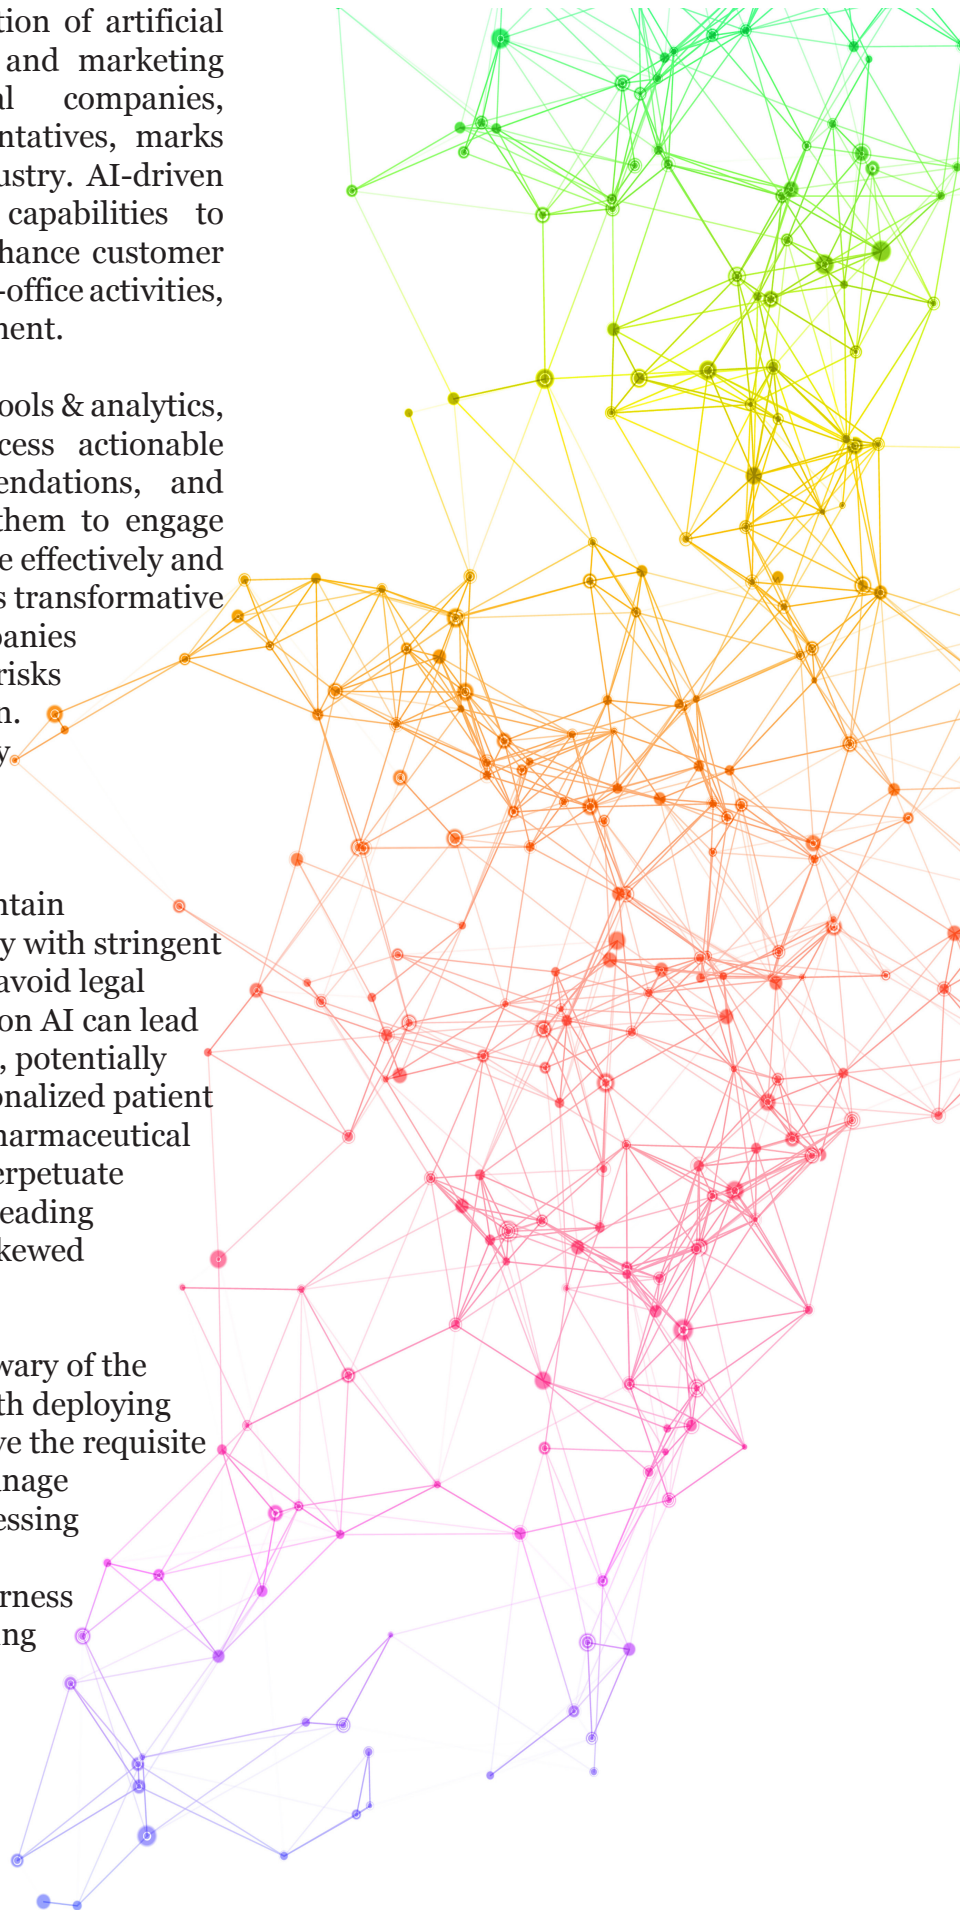 tion of artificial
and marketing
al companies,
ntatives, marks
ustry. AI-driven
capabilities to
hance customer
-office activities,
nent.
ools & analytics,
cess actionable
endations, and
them to engage
e effectively and
s transformative
panies
risks
n.
y
ntain
y with stringent
avoid legal
on AI can lead
, potentially
onalized patient
harmaceutical
erpetuate
eading
kewed
wary of the
th deploying
ve the requisite
nage
essing
rness
ng